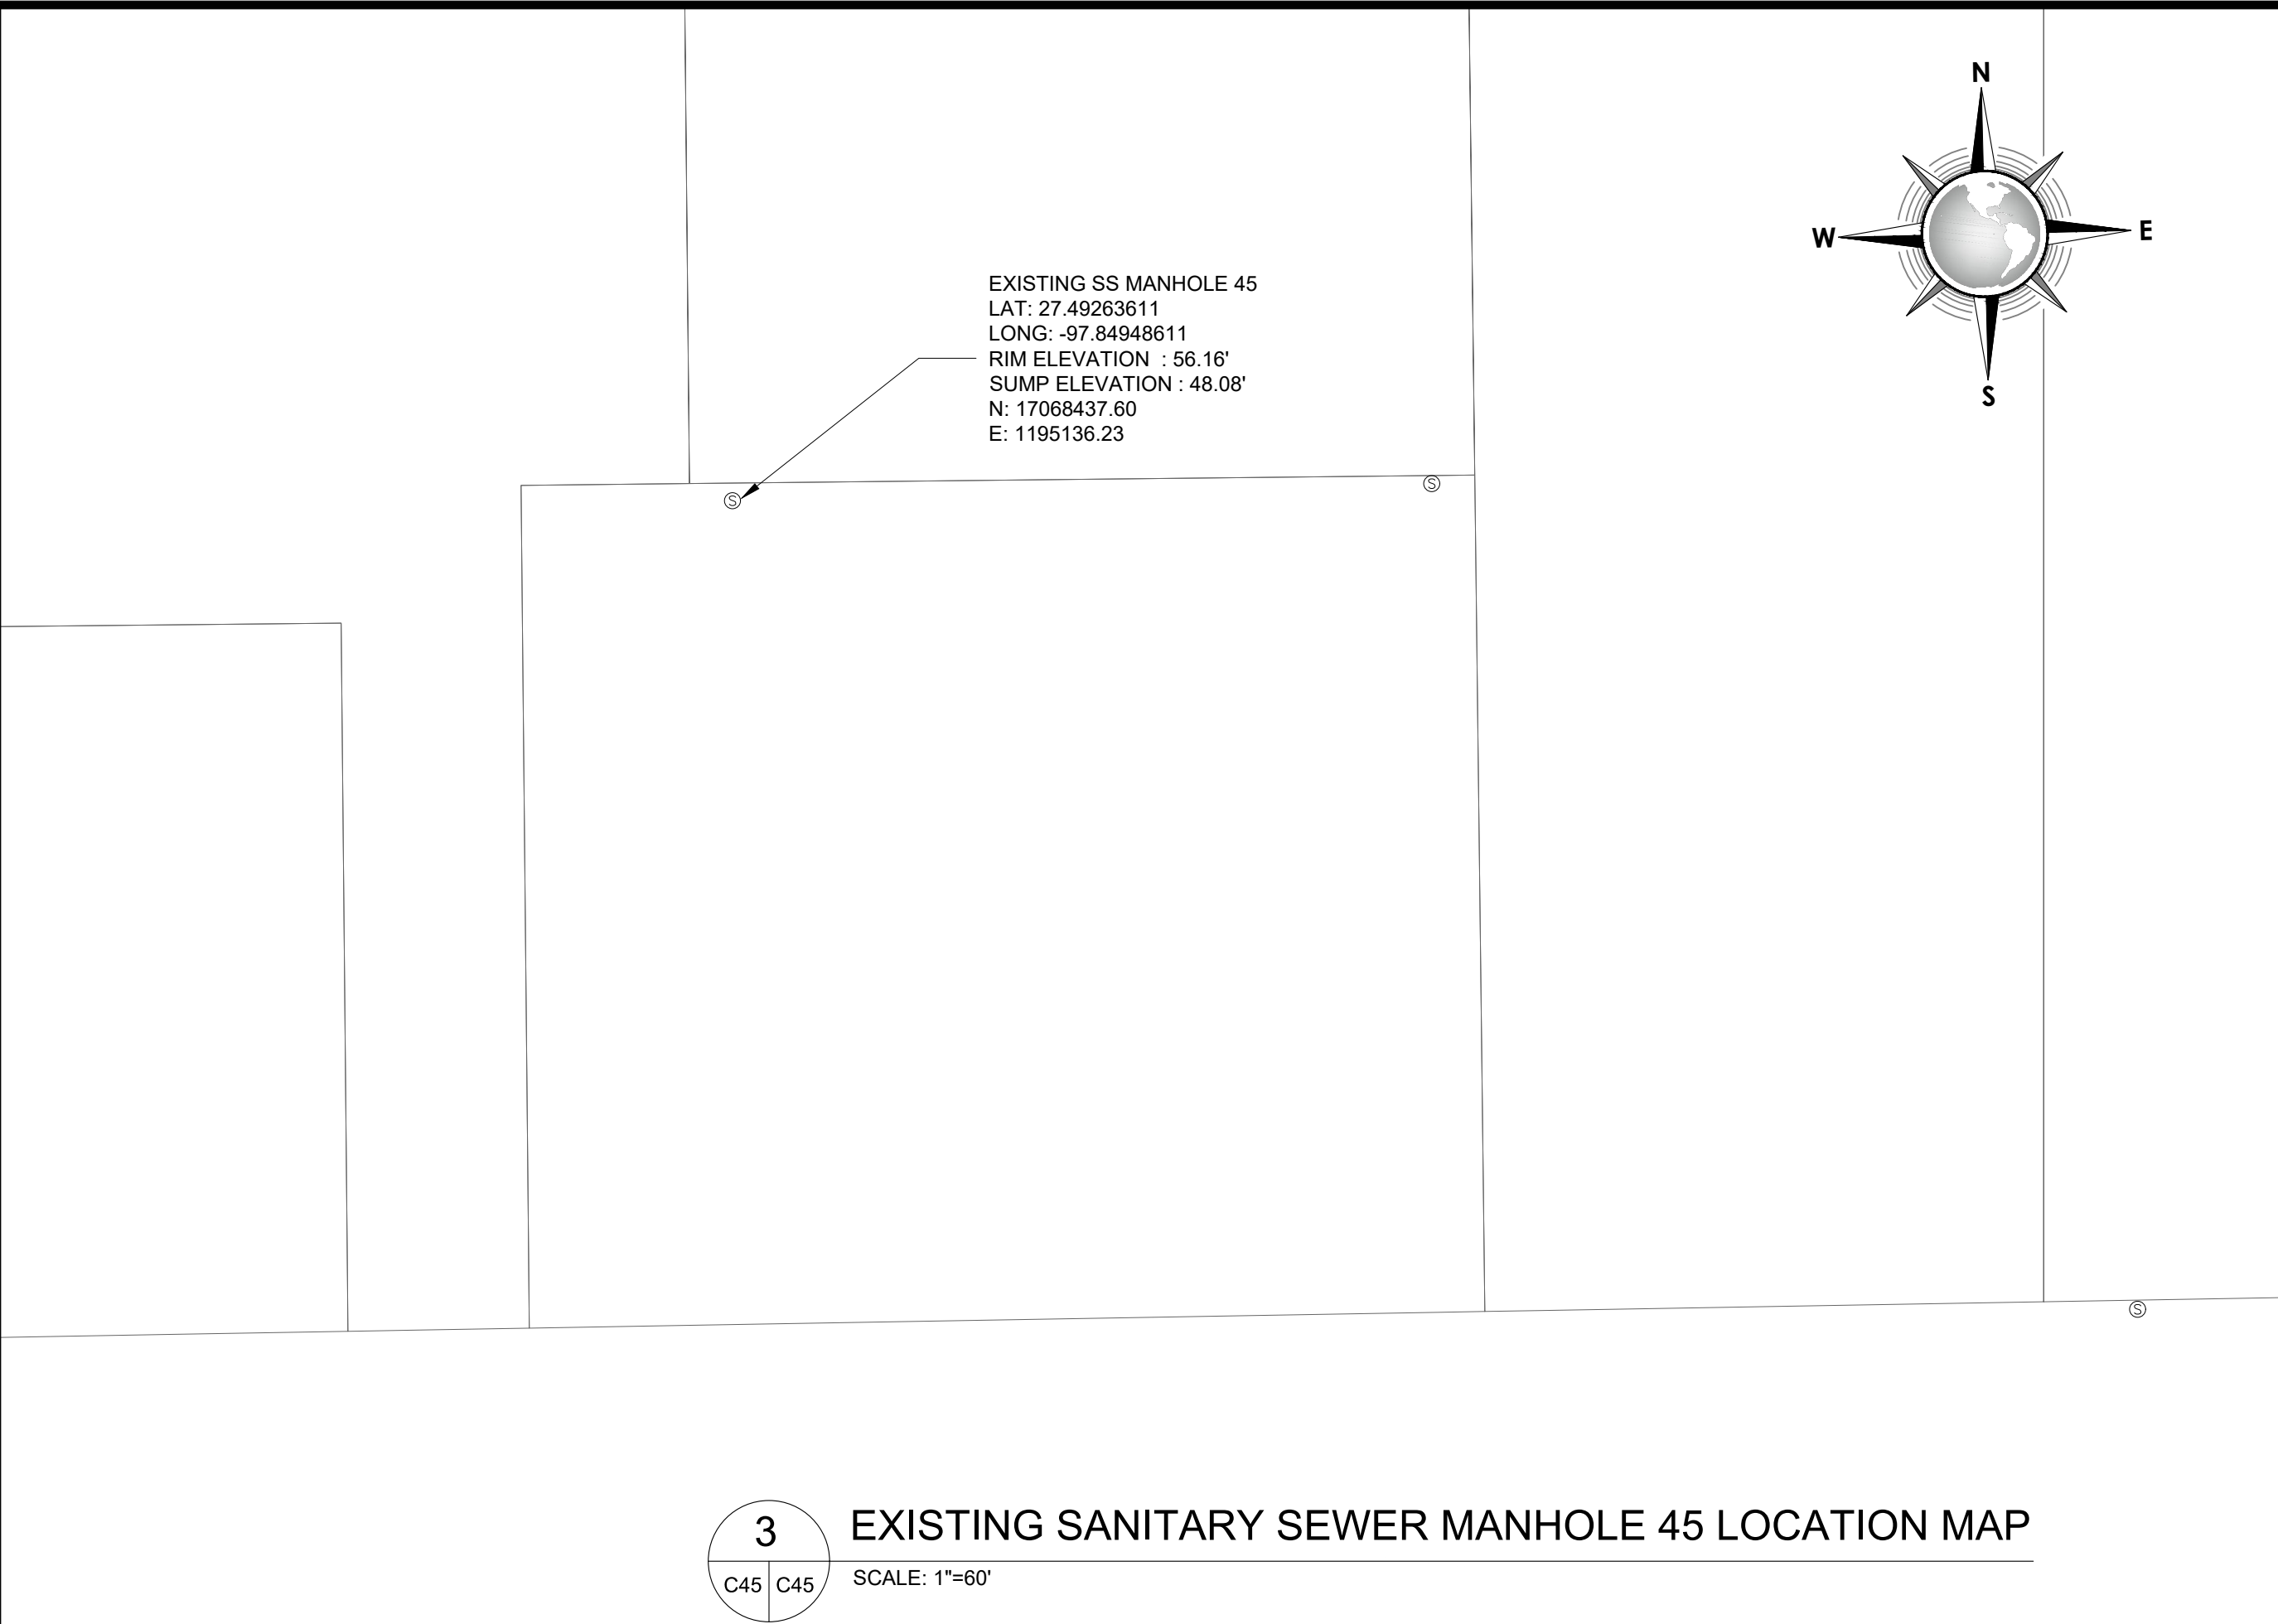 N
W
E
S
EXISTING SS MANHOLE 45
LAT: 27.49263611
LONG: -97.84948611
RIM ELEVATION : 56.16'
SUMP ELEVATION : 48.08'
N: 17068437.60
E: 1195136.23
S
S
S
3
EXISTING SANITARY SEWER MANHOLE 45 LOCATION MAP
C45 C45
SCALE: 1"=60'